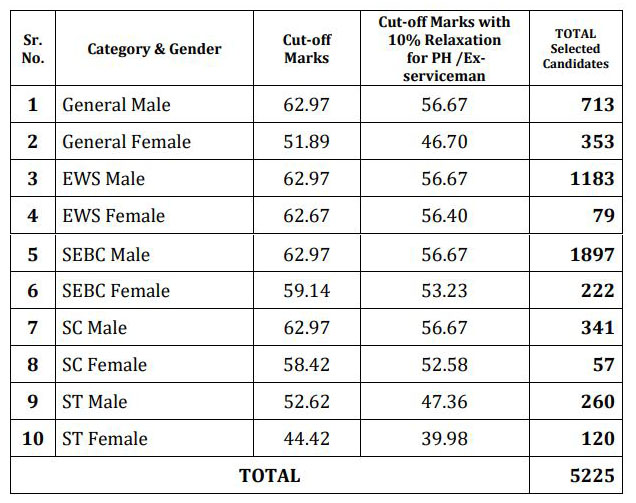 Sr. No. Category & Gender Cut-off Marks Cut-off Marks with 10% Relaxation for PH /Ex-serviceman TOTAL Selected Candidates
1 General Male 62.97 56.67 713
2 General Female 51.89 46.70 353
3 EWS Male 62.97 56.67 1183
4 EWS Female 62.67 56.40 79
5 SEBC Male 62.97 56.67 1897
6 SEBC Female 59.14 53.23 222
7 SC Male 62.97 56.67 341
8 SC Female 58.42 52.58 57
9 ST Male 52.62 47.36 260
10 ST Female 44.42 39.98 120
TOTAL 5225